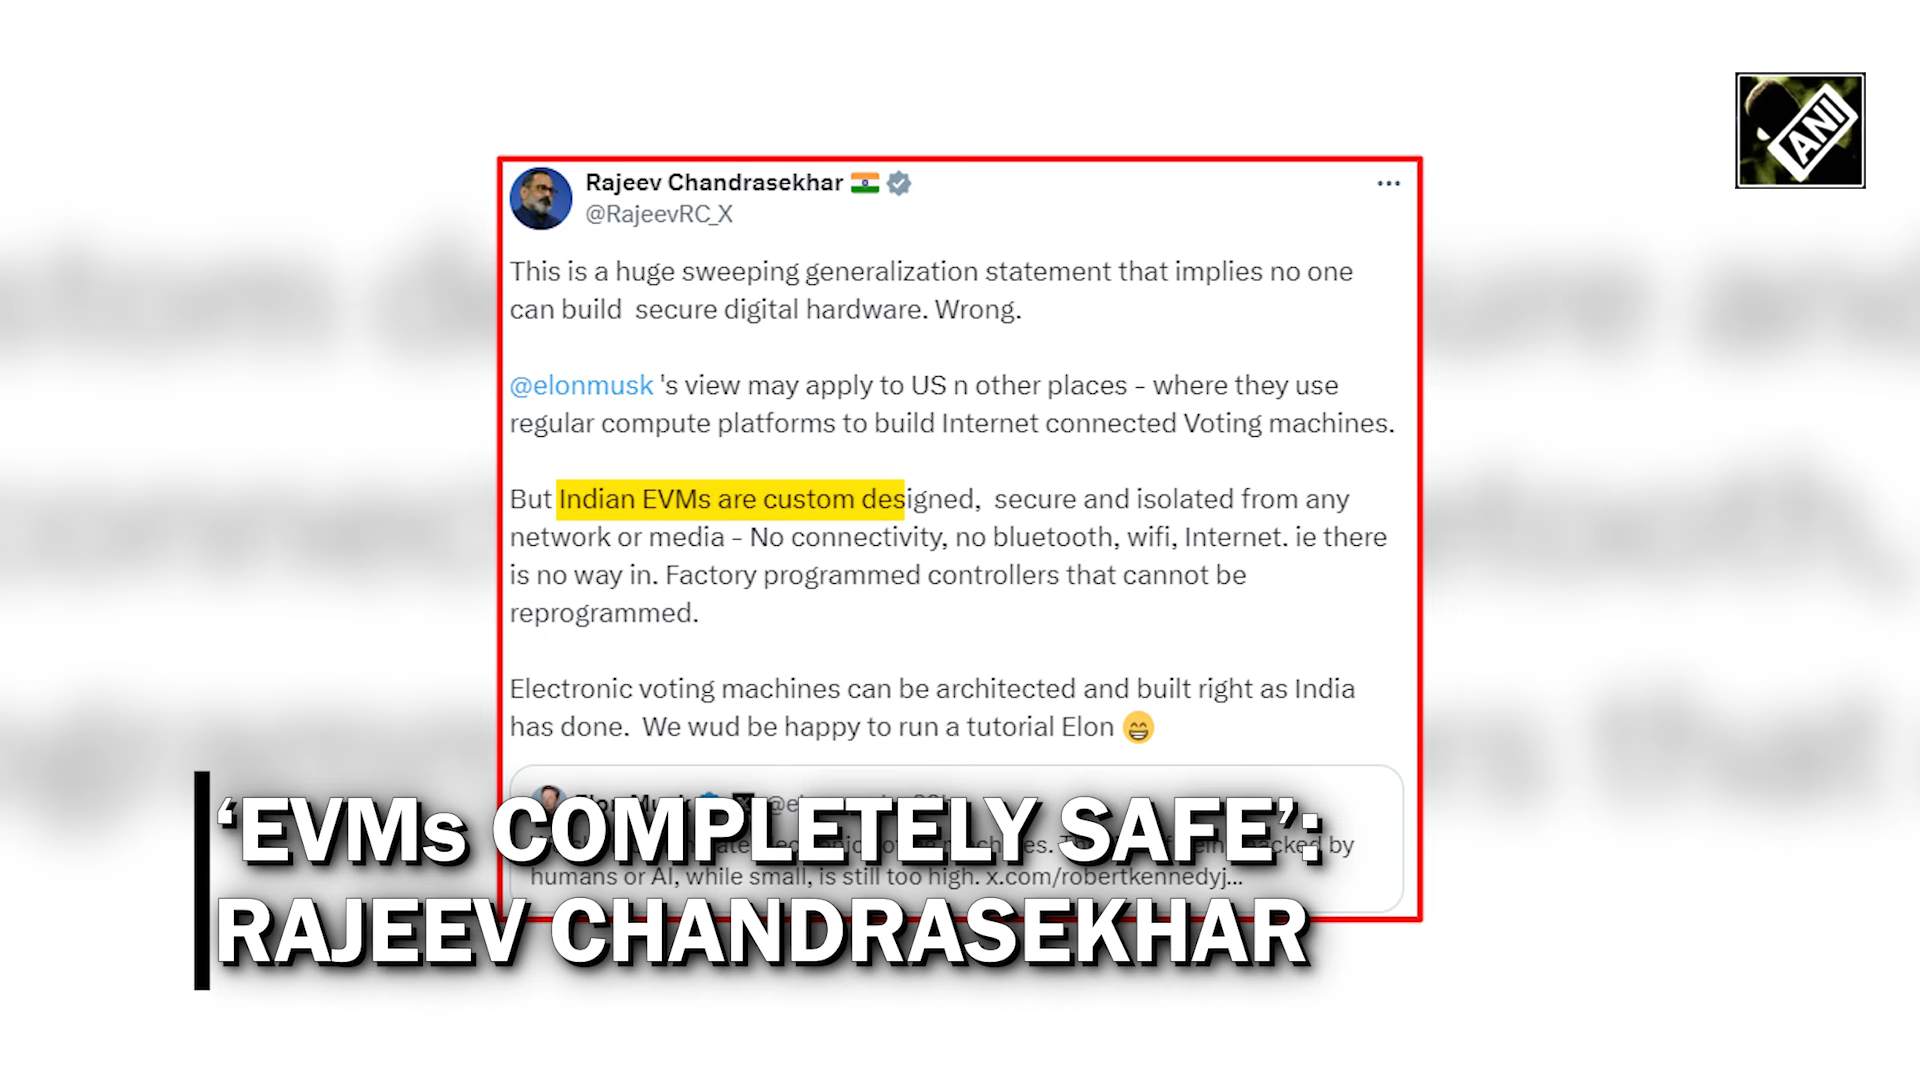 ANI
Rajeev Chandrasekhar
@RajeevRC_X
This is a huge sweeping generalization statement that implies no one
can build secure digital hardware. Wrong.
@elonmusk 's view may apply to US n other places - where they use
regular compute platforms to build Internet connected Voting machines.
But Indian EVMs are custom designed, secure and isolated from any
network or media - No connectivity, no bluetooth, wifi, Internet. ie there
is no way in. Factory programmed controllers that cannot be
reprogrammed.
Electronic voting machines can be architected and built right as India
has done. We wud be happy to run a tutorial Elon 😁
Elon Musk
by
humans or AI, while small, is still too high. x.com/robertkennedyj...
‘EVMs COMPLETELY SAFE’:
RAJEEV CHANDRASEKHAR